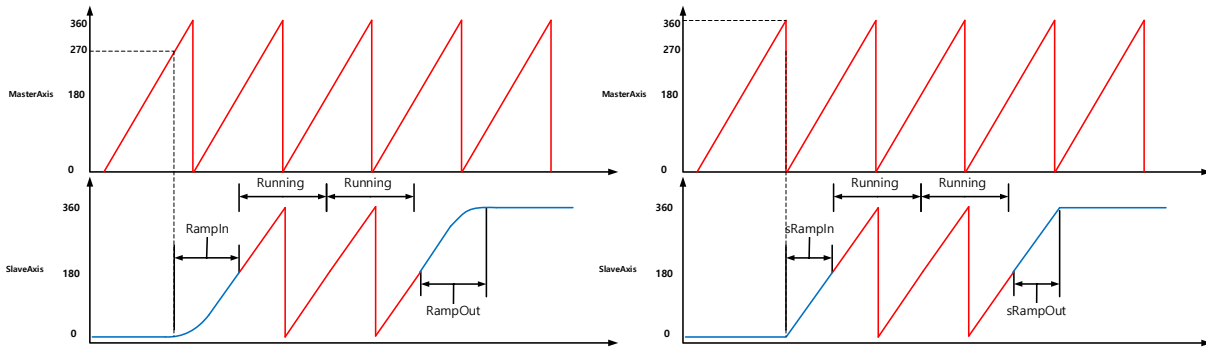 360
270
MasterAxis
180
0
Running
Running
360
RampIn
SlaveAxis
180
RampOut
0
360
270
MasterAxis
180
0
Running
Running
360
sRampIn
SlaveAxis
180
sRampOut
0